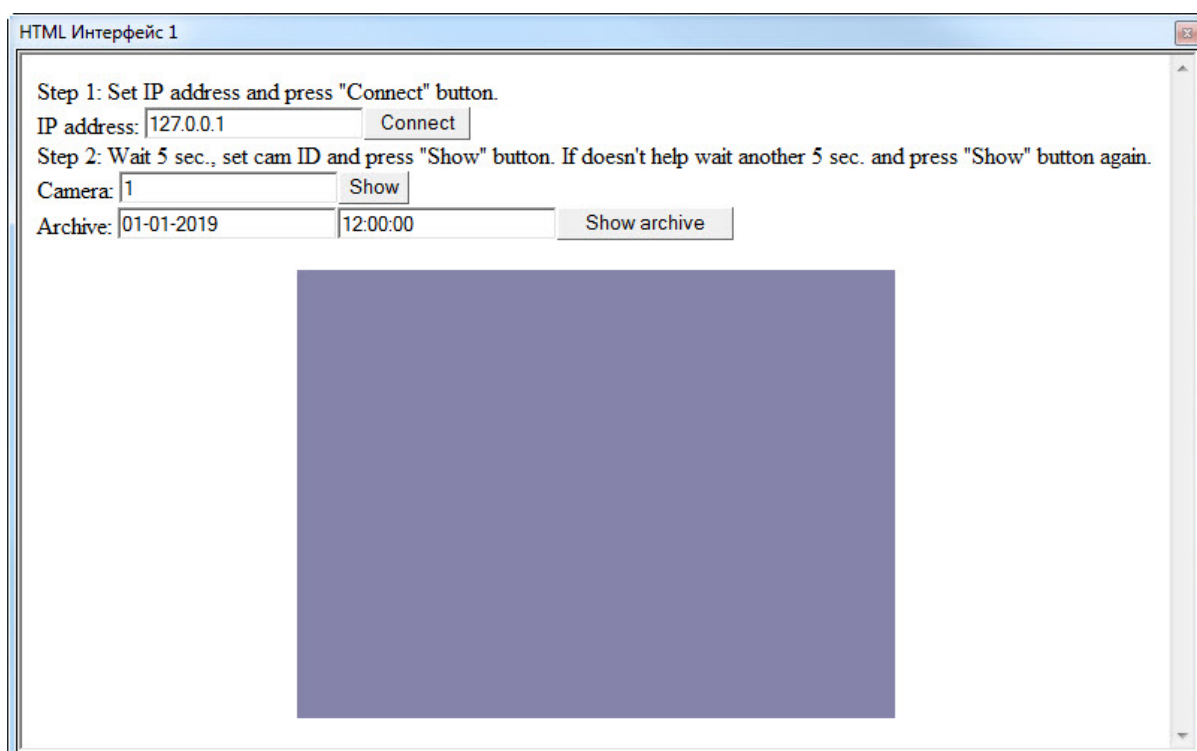 HTML Интерфейс 1
Step 1: Set IP address and press "Connect" button.
IP address: 127.0.0.1 Connect
Step 2: Wait 5 sec., set cam ID and press "Show" button. If doesn't help wait another 5 sec. and press "Show" button again.
Camera: 1 Show
Archive: 01-01-2019 12:00:00 Show archive